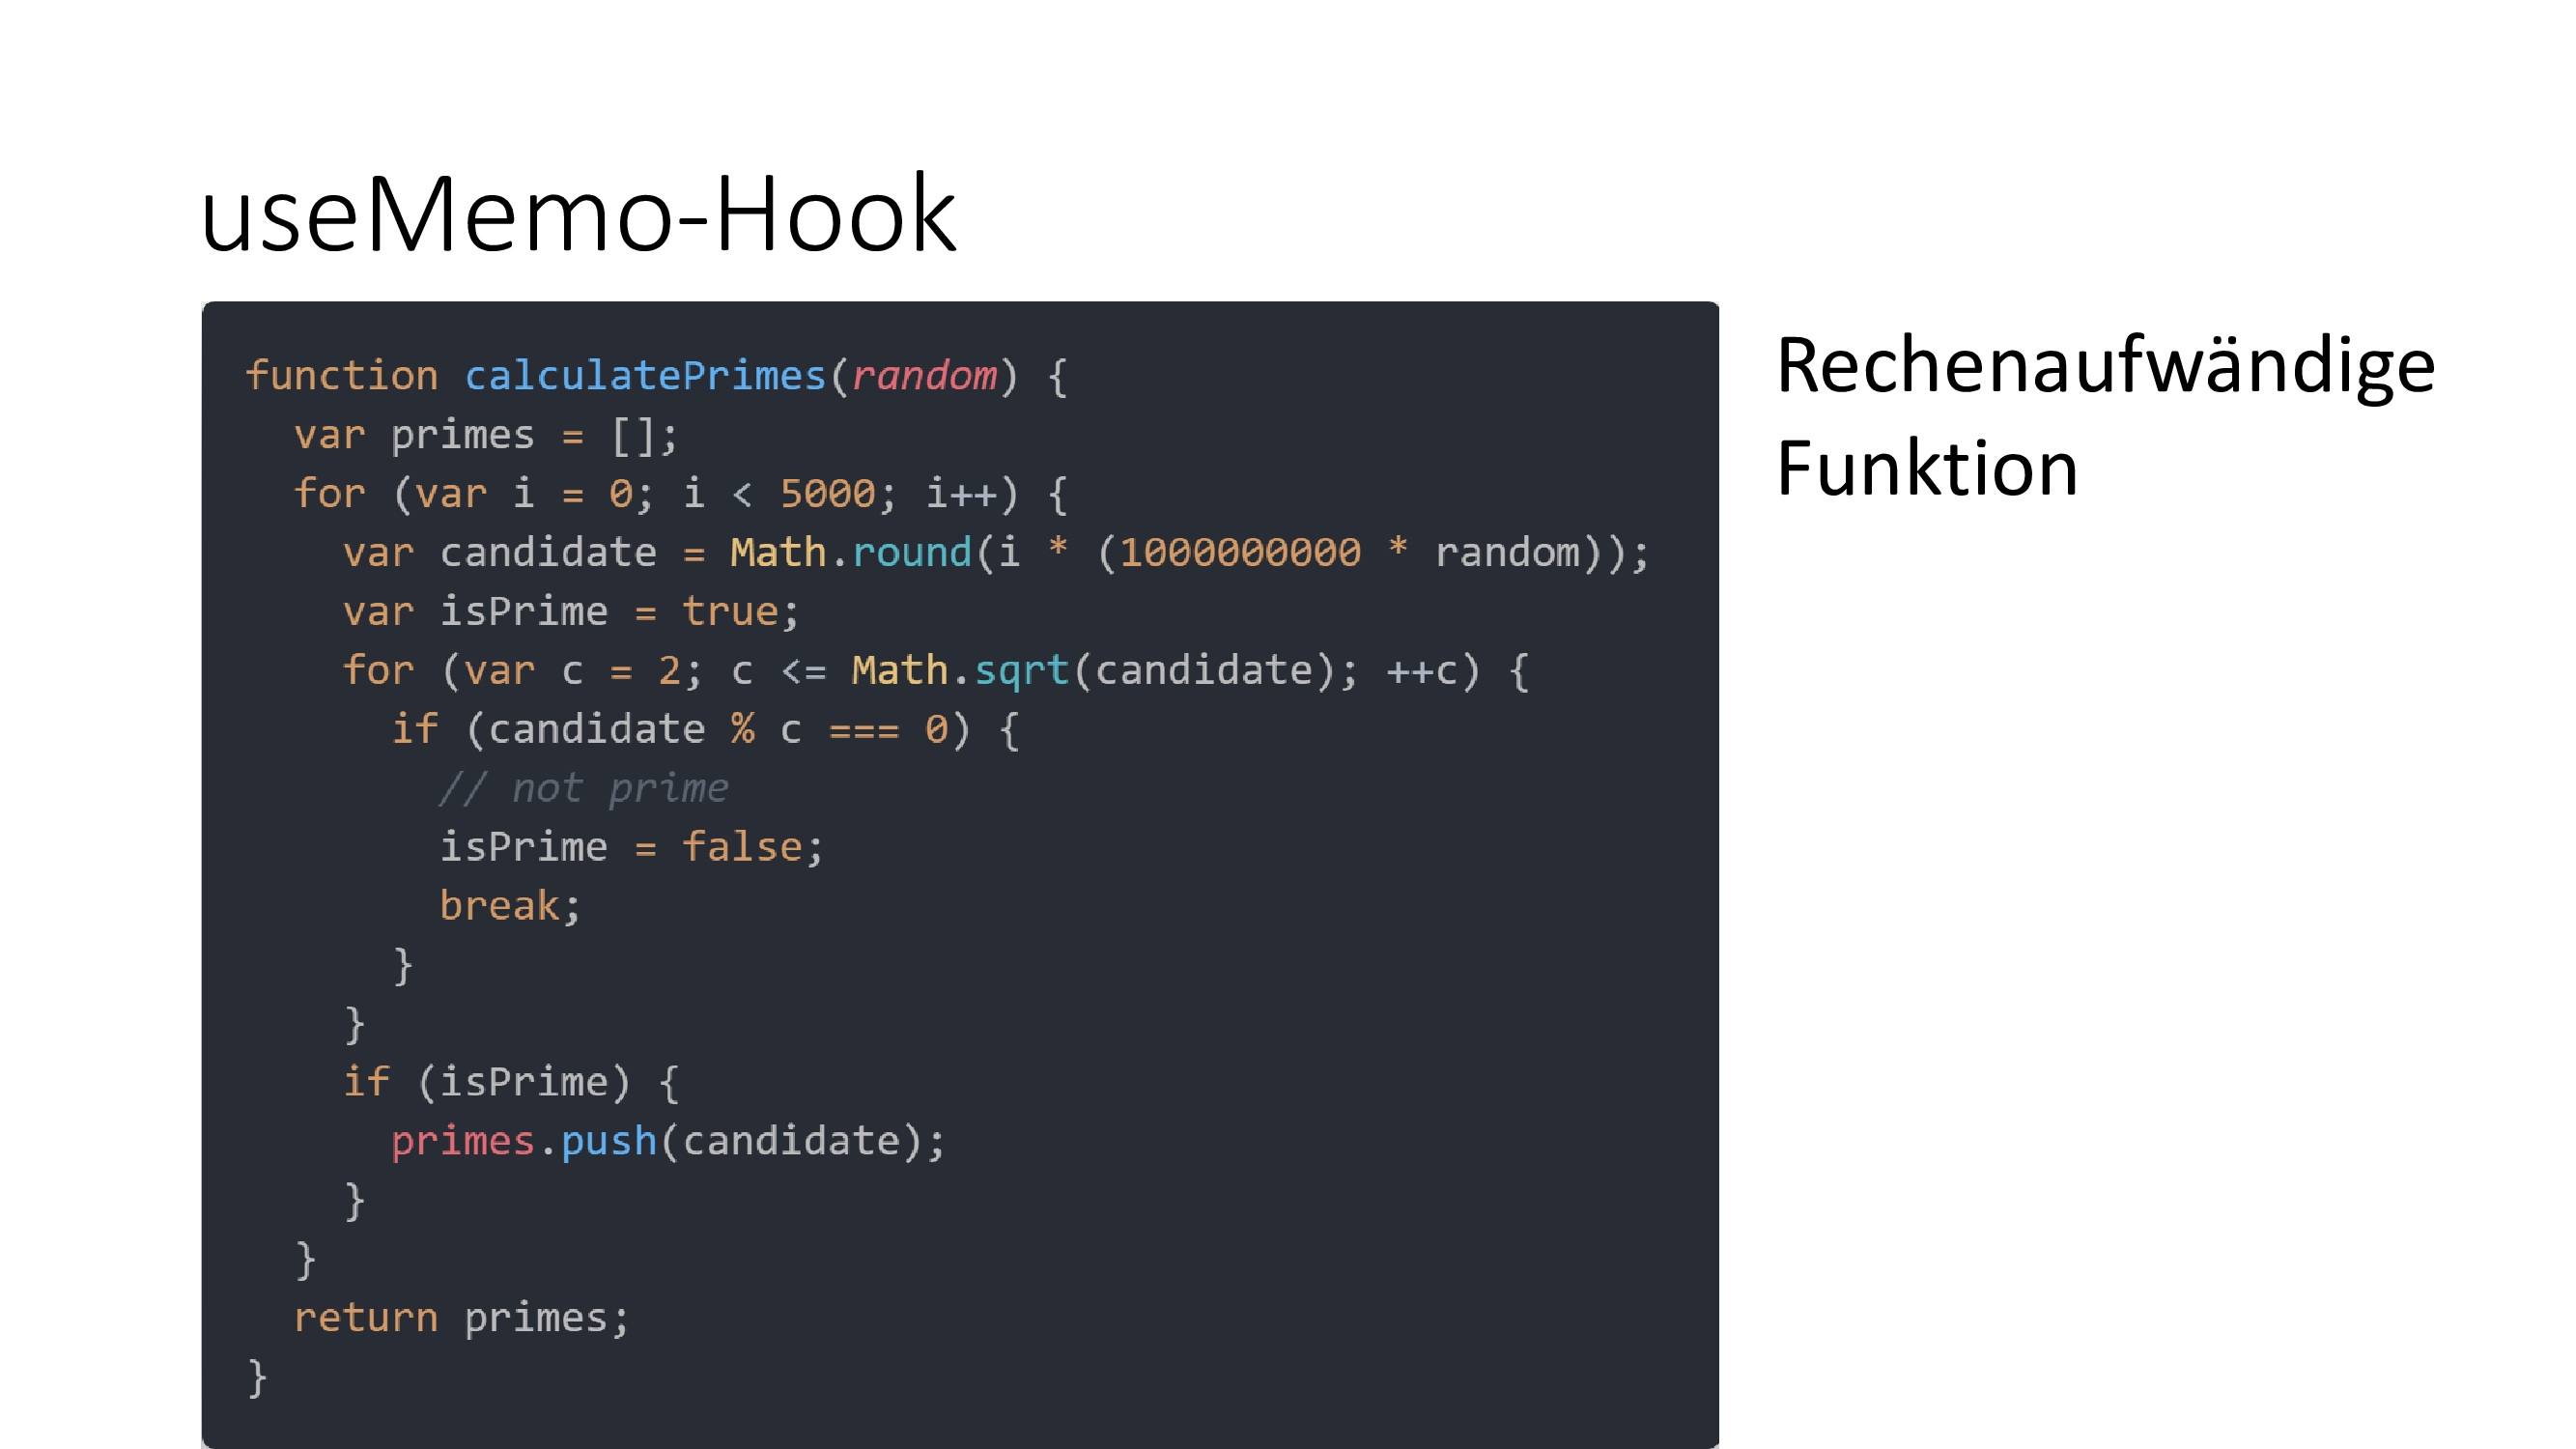 useMemo-Hook
function calculatePrimes(random) {
  var primes = [];
  for (var i = 0; i < 5000; i++) {
    var candidate = Math.round(i * (1000000000 * random));
    var isPrime = true;
    for (var c = 2; c <= Math.sqrt(candidate); ++c) {
      if (candidate % c === 0) {
        // not prime
        isPrime = false;
        break;
      }
    }
    if (isPrime) {
      primes.push(candidate);
    }
  }
  return primes;
}
Rechenaufwändige
Funktion